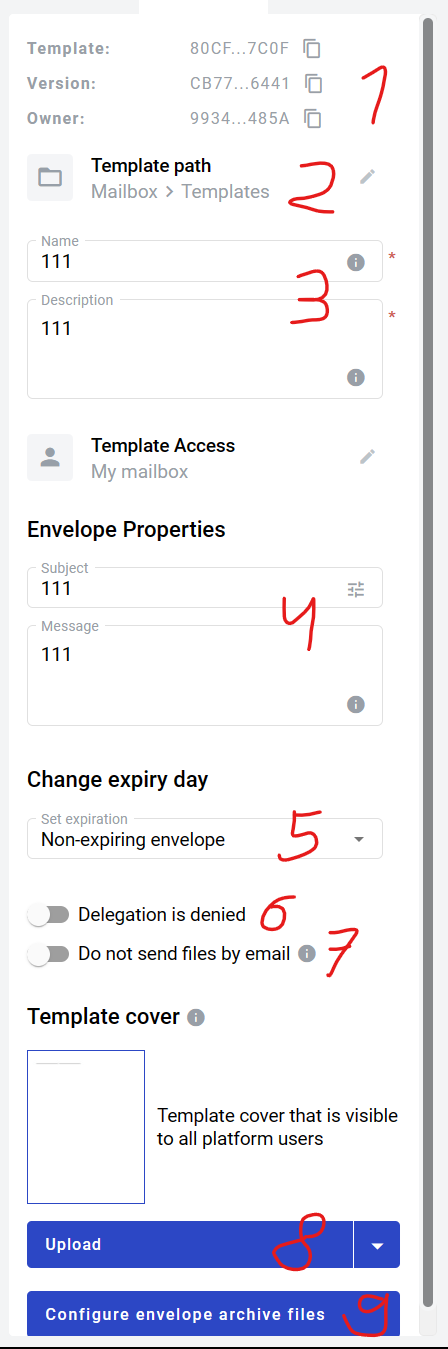 Template: 80CF...7C0F
Version: CB77...6441 1
Owner: 9934...485A
Template path
Mailbox > Templates 2
Name
111 *
3
Description *
111
Template Access
My mailbox
Envelope Properties
Subject
111
4
Message
111
Change expiry day
Set expiration
Non-expiring envelope 5
Delegation is denied 6
Do not send files by email 7
Template cover
Template cover that is visible
to all platform users
Upload 8
Configure envelope archive files 9